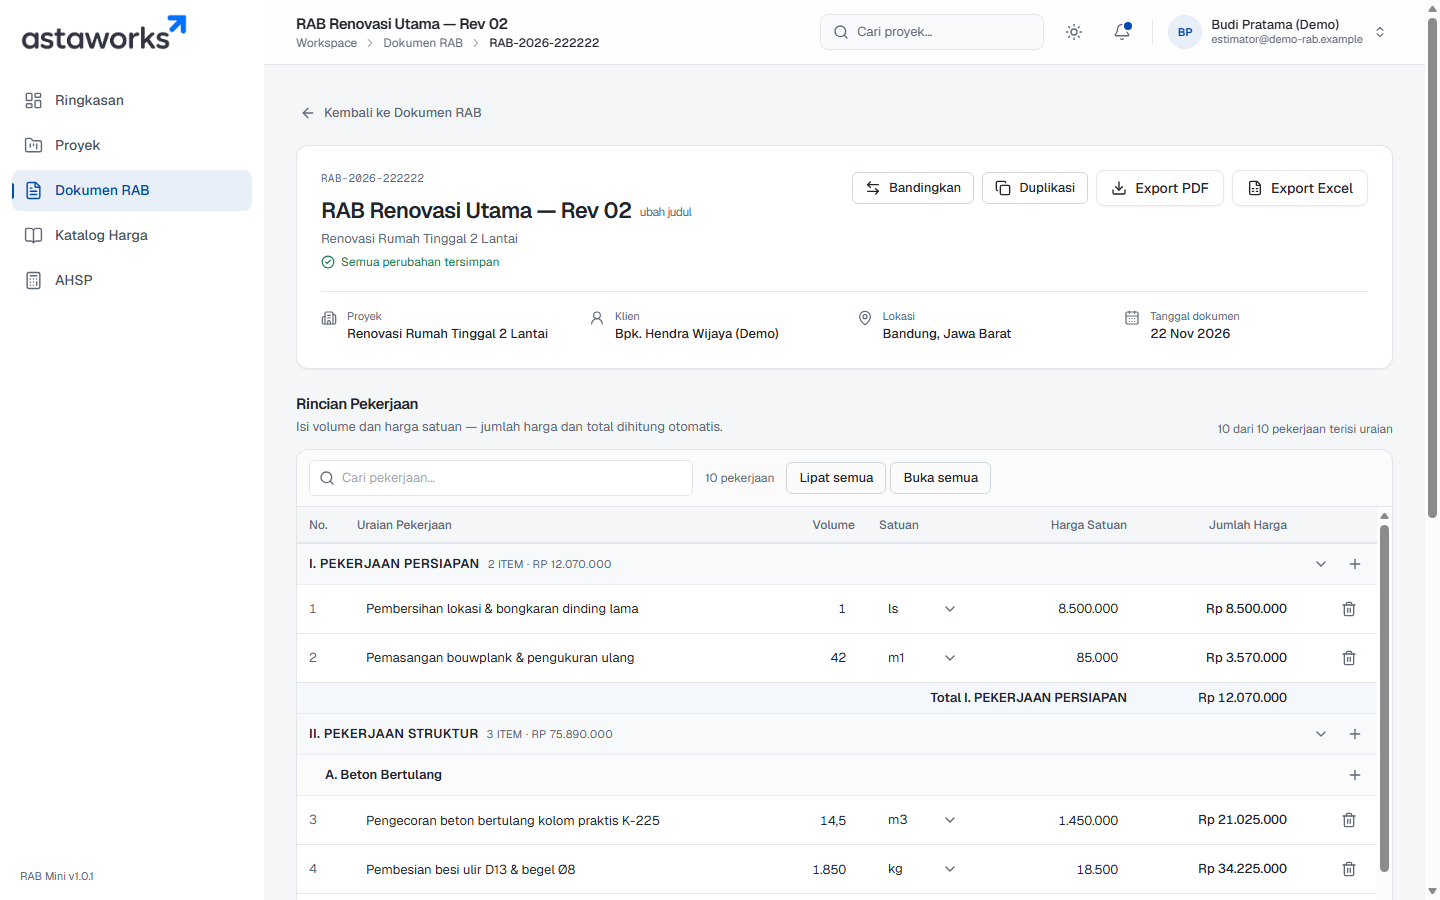 astaworks
RAB Renovasi Utama — Rev 02
Workspace > Dokumen RAB > RAB-2026-222222
Cari proyek...
BP
Budi Pratama (Demo)
estimator@demo-rab.example
Ringkasan
Proyek
Dokumen RAB
Katalog Harga
AHSP
RAB Mini v1.0.1
Kembali ke Dokumen RAB
RAB-2026-222222
RAB Renovasi Utama — Rev 02 ubah judul
Renovasi Rumah Tinggal 2 Lantai
Semua perubahan tersimpan
Bandingkan
Duplikasi
Export PDF
Export Excel
Proyek
Renovasi Rumah Tinggal 2 Lantai
Klien
Bpk. Hendra Wijaya (Demo)
Lokasi
Bandung, Jawa Barat
Tanggal dokumen
22 Nov 2026
Rincian Pekerjaan
Isi volume dan harga satuan — jumlah harga dan total dihitung otomatis.
10 dari 10 pekerjaan terisi uraian
Cari pekerjaan...
10 pekerjaan
Lipat semua
Buka semua
No. Uraian Pekerjaan Volume Satuan Harga Satuan Jumlah Harga
I. PEKERJAAN PERSIAPAN 2 ITEM · RP 12.070.000
1 Pembersihan lokasi & bongkaran dinding lama 1 ls 8.500.000 Rp 8.500.000
2 Pemasangan bouwplank & pengukuran ulang 42 m1 85.000 Rp 3.570.000
Total I. PEKERJAAN PERSIAPAN Rp 12.070.000
II. PEKERJAAN STRUKTUR 3 ITEM · RP 75.890.000
A. Beton Bertulang
3 Pengecoran beton bertulang kolom praktis K-225 14,5 m3 1.450.000 Rp 21.025.000
4 Pembesian besi ulir D13 & begel Ø8 1.850 kg 18.500 Rp 34.225.000